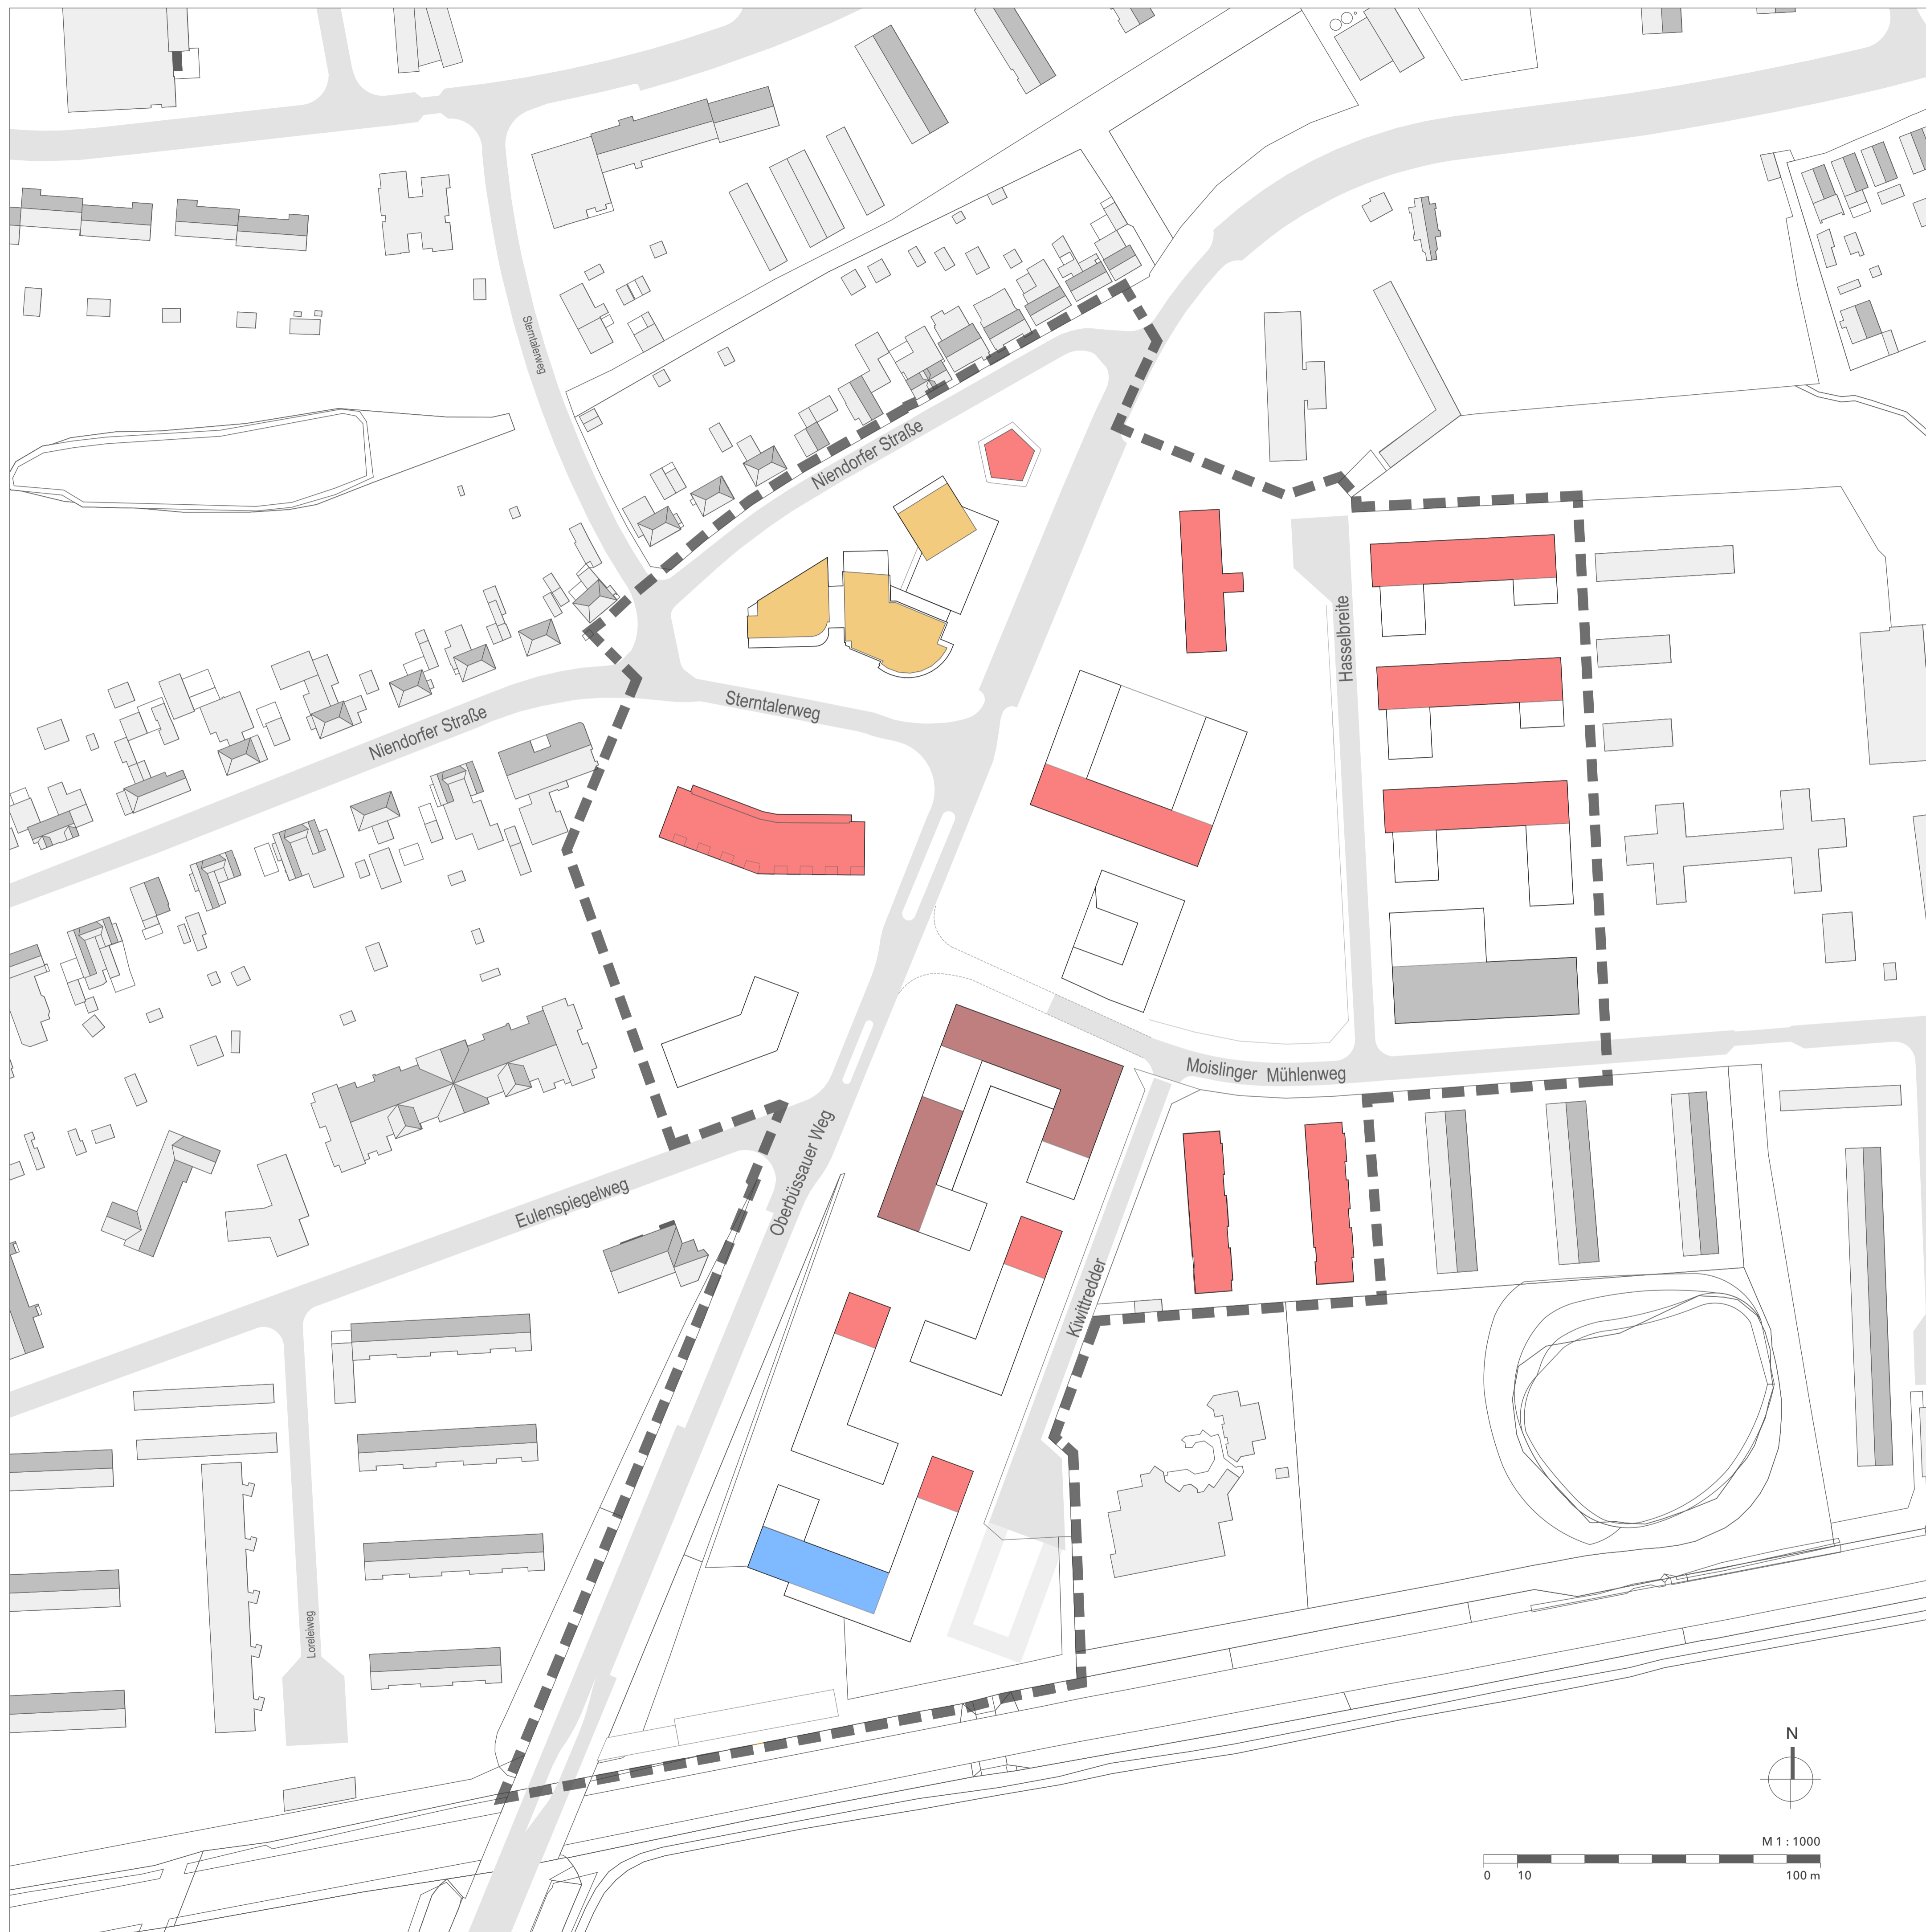 Sterntalerweg
Niendorfer Straße
Hasselbreite
Sterntalerweg
Niendorfer Straße
Moislinger Mühlenweg
Oberbüssauer Weg
Eulenspiegelweg
Kiwittredder
Loreleiweg
N
M 1 : 1000
0 10 100 m